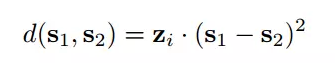 d(s₁, s₂) = zᵢ · (s₁ − s₂)²